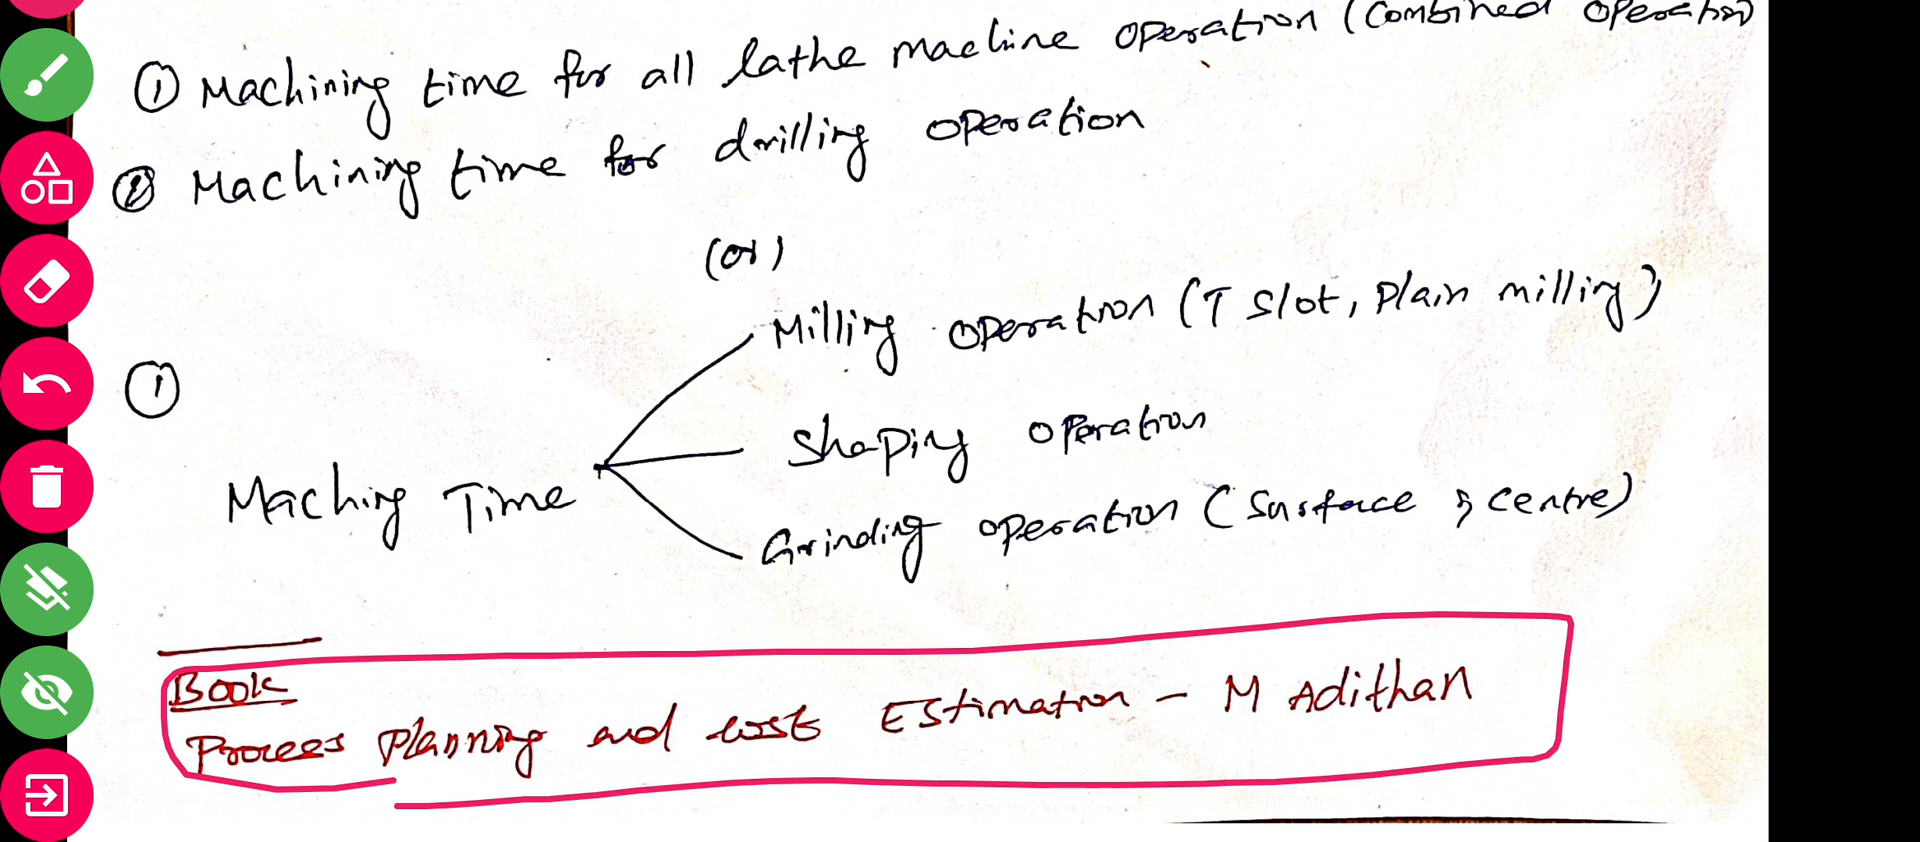 ① Machining time for all lathe machine operation (Combined operation
② Machining time for drilling operation
(or)
①
Milling operation (T slot, Plain milling)
Shaping operation
Maching Time
Grinding operation (Surface & centre)
Book
Process Planning and cost Estimation - M Adithan